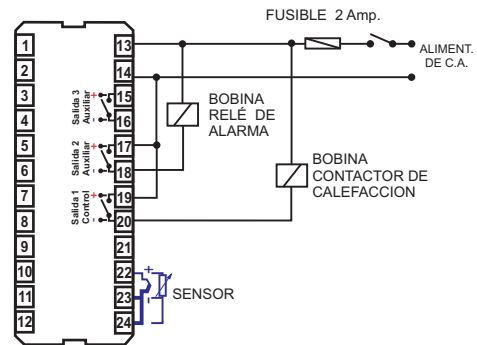 FUSIBLE 2 Amp.
ALIMENT.
DE C.A.
1
2
3
4
5
6
7
8
9
10
11
12
13
14
15
16
17
18
19
20
21
22
23
24
Salida 3
Auxiliar
+
-
Salida 2
Auxiliar
+
-
Salida 1
Control
+
-
BOBINA
RELÉ DE
ALARMA
BOBINA
CONTACTOR DE
CALEFACCION
+
-
SENSOR